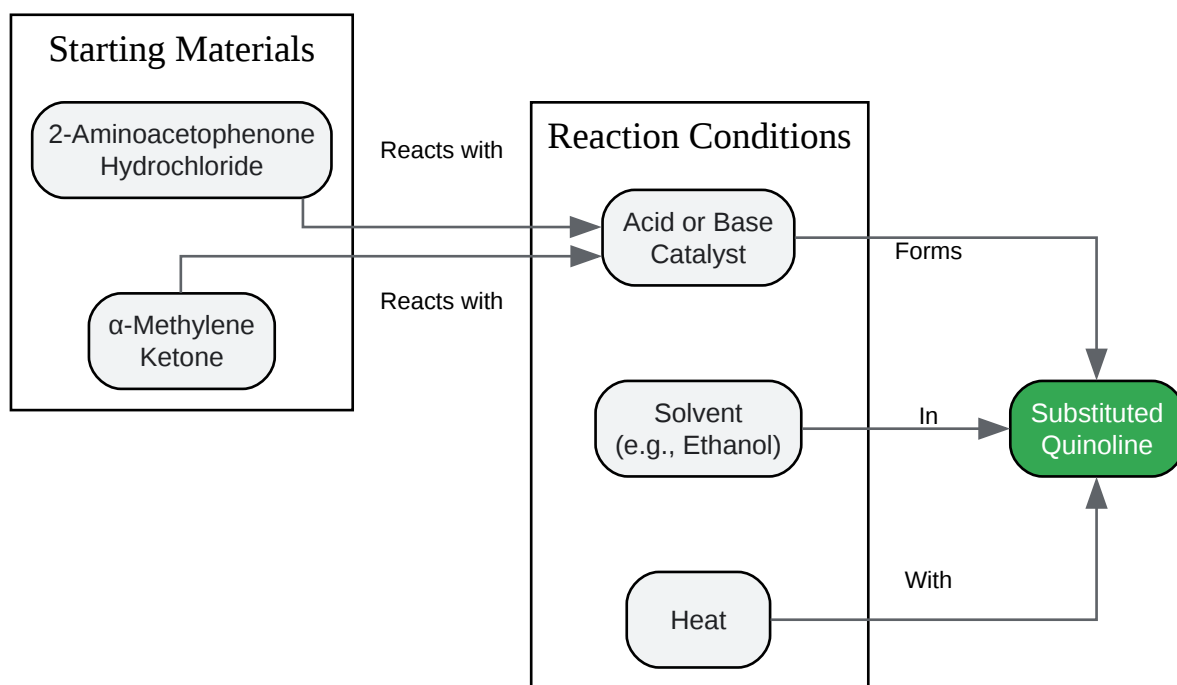 Starting Materials
2-Aminoacetophenone
Hydrochloride
α-Methylene
Ketone
Reacts with
Reacts with
Reaction Conditions
Acid or Base
Catalyst
Solvent
(e.g., Ethanol)
Heat
Forms
In
With
Substituted
Quinoline